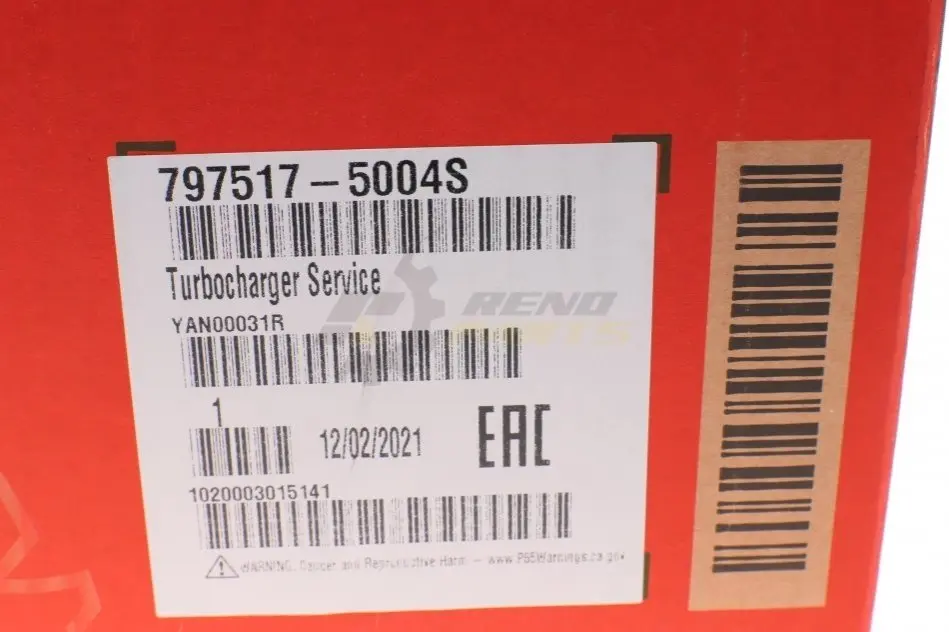 797517-5004S
Turbocharger Service
RENO
PARTS
YAN00031R
1
12/02/2021
EAC
1020003015141
WARNING: Cancer and Reproductive Harm - www.P65Warnings.ca.gov